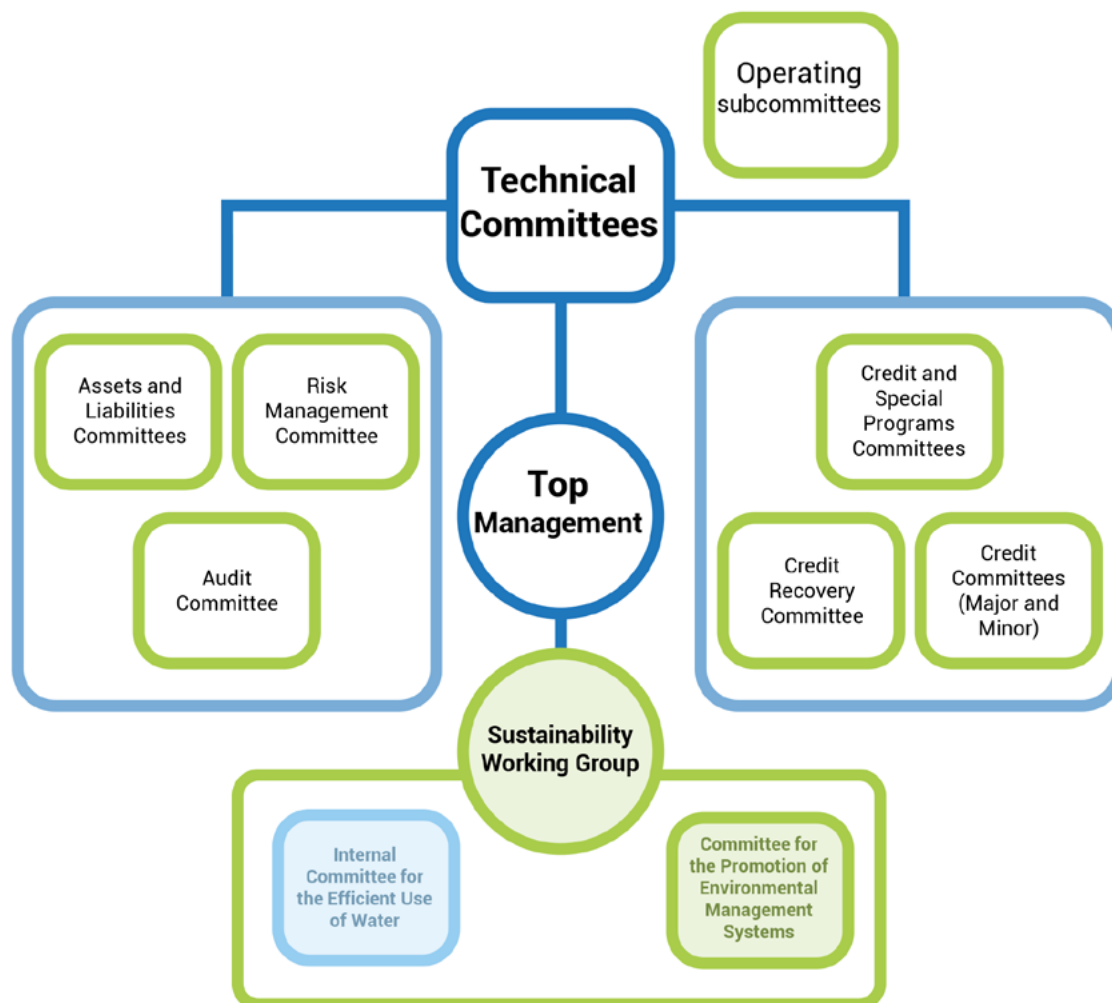 Operating
subcommittees
Technical
Committees
Assets and
Liabilities
Committees
Risk
Management
Committee
Audit
Committee
Top
Management
Credit and
Special
Programs
Committees
Credit
Recovery
Committee
Credit
Committees
(Major and
Minor)
Sustainability
Working Group
Internal
Committee for
the Efficient Use
of Water
Committee for
the Promotion of
Environmental
Management
Systems